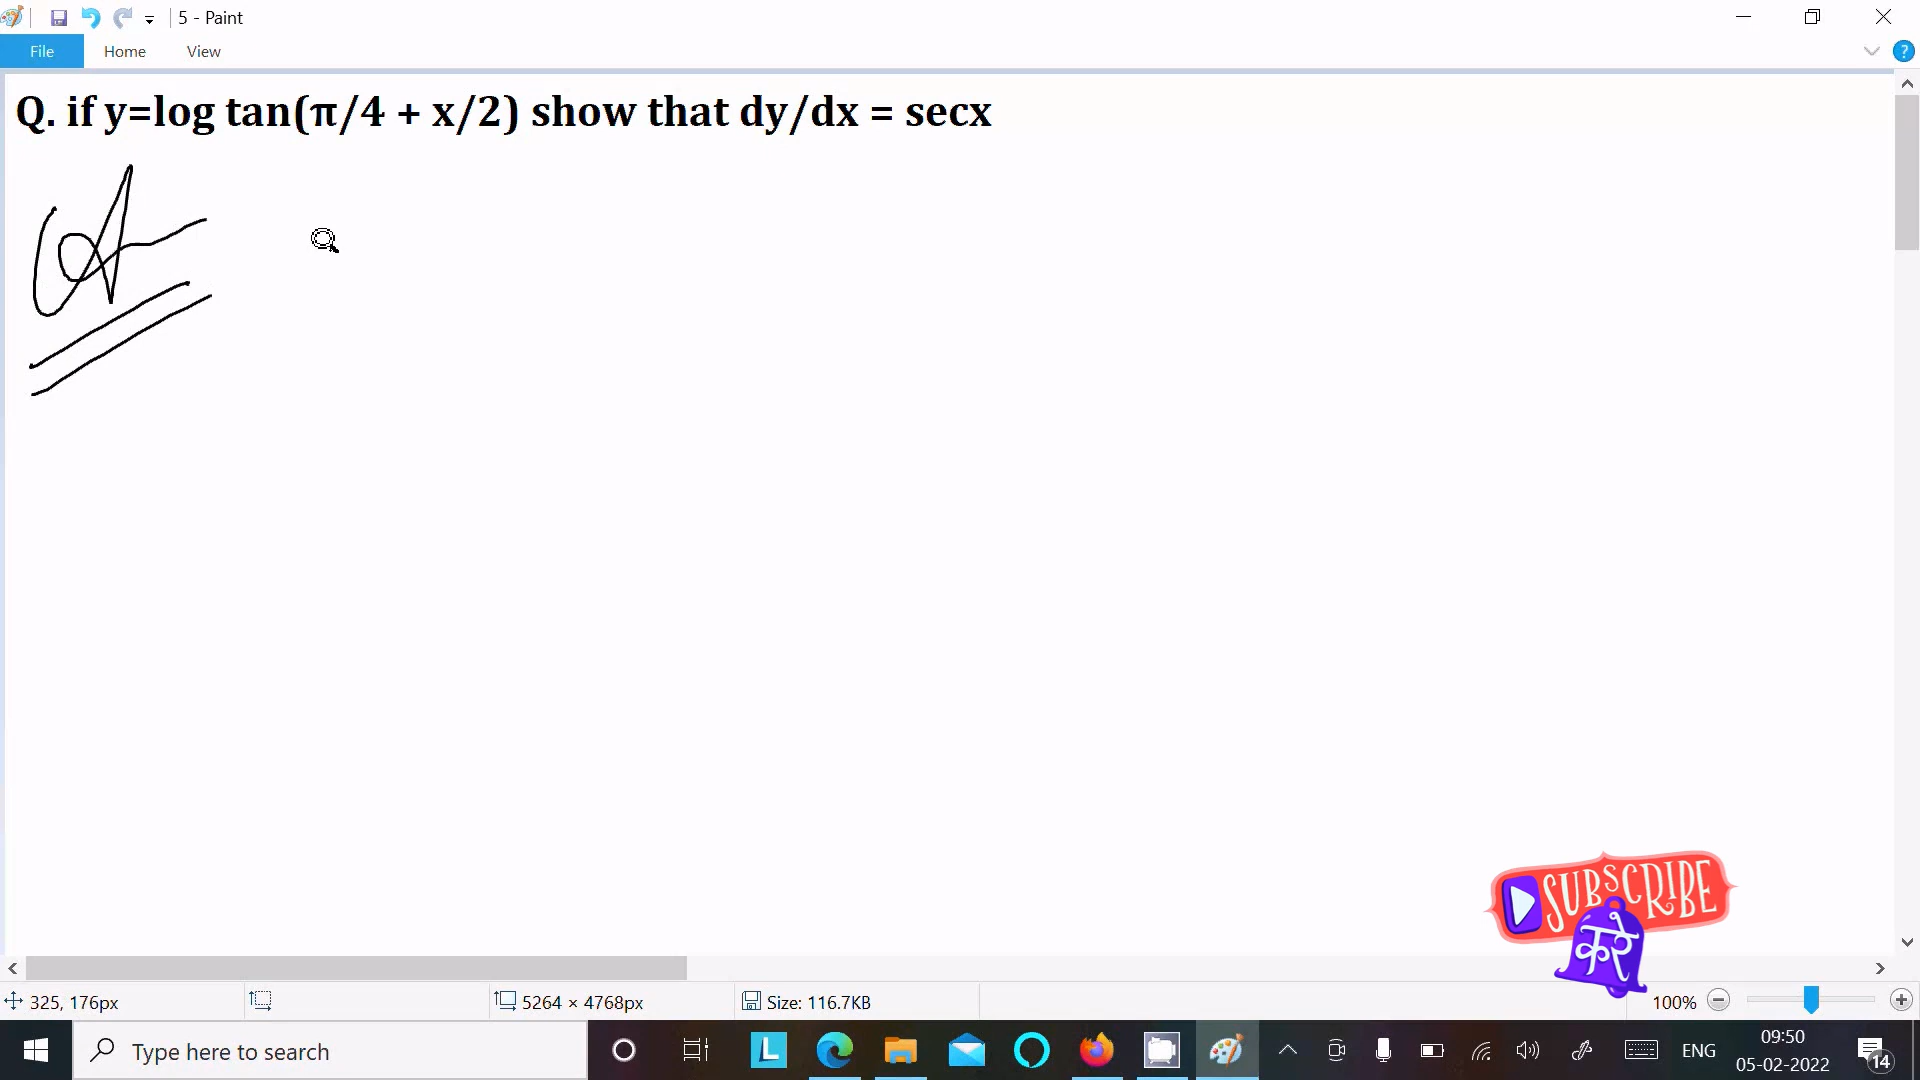 5 - Paint
File Home View
Q. if y=log tan(π/4 + x/2) show that dy/dx = secx
A
SUBSCRIBE
करे
325, 176px 5264 × 4768px Size: 116.7KB 100%
Type here to search L ENG 09:50
05-02-2022 14